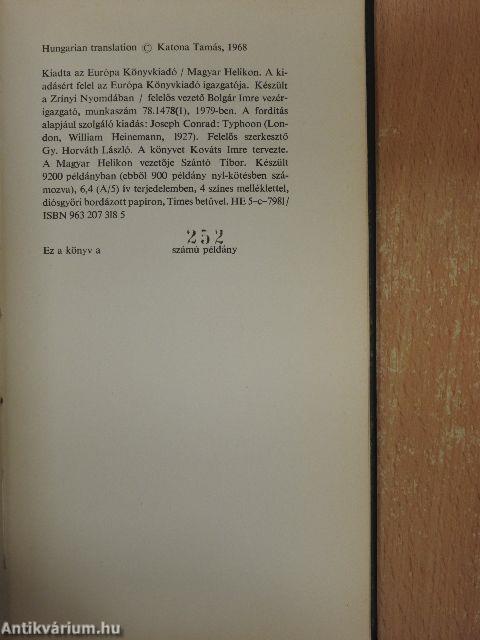 Hungarian translation © Katona Tamás, 1968
Kiadta az Európa Könyvkiadó / Magyar Helikon. A ki-
adásért felel az Európa Könyvkiadó igazgatója. Készült
a Zrínyi Nyomdában / felelős vezető Bolgár Imre vezér-
igazgató, munkaszám 78.1478(1), 1979-ben. A fordítás
alapjául szolgáló kiadás: Joseph Conrad: Typhoon (Lon-
don, William Heinemann, 1927). Felelős szerkesztő
Gy. Horváth László. A könyvet Kováts Imre tervezte.
A Magyar Helikon vezetője Szántó Tibor. Készült
9200 példányban (ebből 900 példány nyl-kötésben szá-
mozva), 6,4 (A/5) ív terjedelemben, 4 színes melléklettel,
diósgyőri bordázott papíron, Times betűvel. HE 5–c–7981/
ISBN 963 207 318 5
252
Ez a könyv a számú példány
Antikvárium.hu